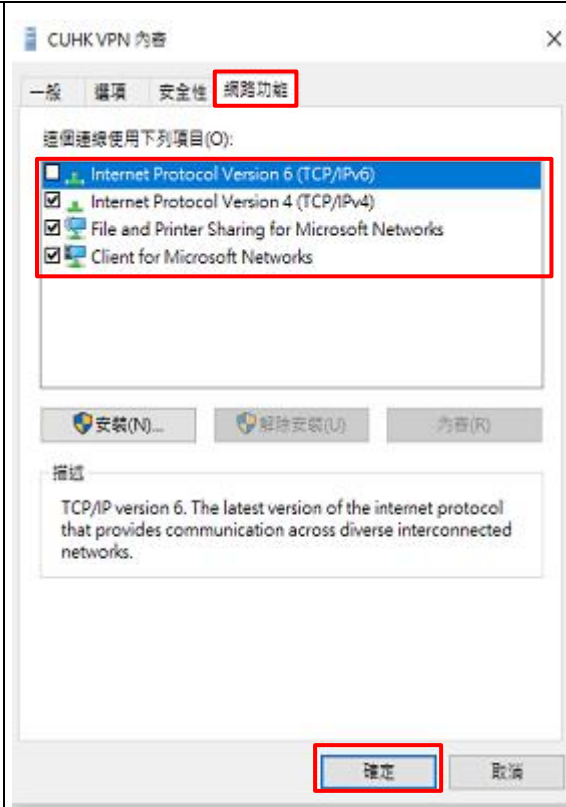 CUHK VPN 內容
一般 選項 安全性 網路功能
這個連線使用下列項目(O):
Internet Protocol Version 6 (TCP/IPv6)
Internet Protocol Version 4 (TCP/IPv4)
File and Printer Sharing for Microsoft Networks
Client for Microsoft Networks
安裝(N)... 解除安裝(U) 內容(R)
描述
TCP/IP version 6. The latest version of the internet protocol
that provides communication across diverse interconnected
networks.
確定 取消